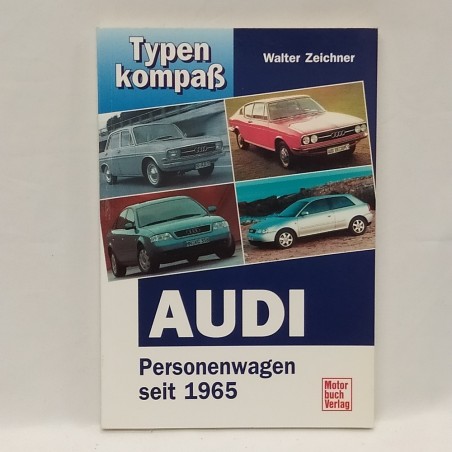 Typen
kompaß
Walter Zeichner
AUDI
Personenwagen
seit 1965
Motor
buch
Verlag